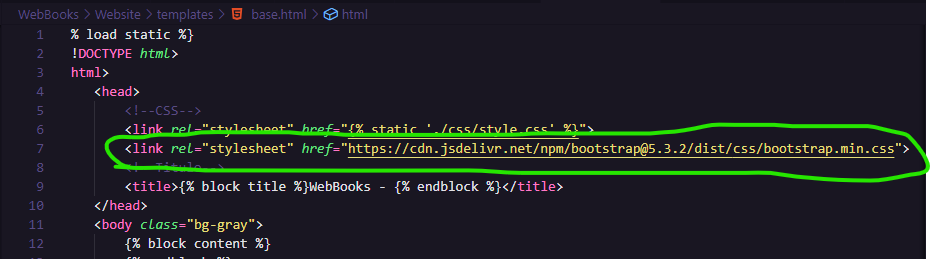 WebBooks > Website > templates > base.html > html
1 % load static %}
2 !DOCTYPE html>
3 html>
4 <head>
5 <!--CSS-->
6 <link rel="stylesheet" href="{% static './css/style.css' %}">
7 <link rel="stylesheet" href="https://cdn.jsdelivr.net/npm/bootstrap@5.3.2/dist/css/bootstrap.min.css">
8 <!--Titulo-->
9 <title>{% block title %}WebBooks - {% endblock %}</title>
10 </head>
11 <body class="bg-gray">
12 {% block content %}